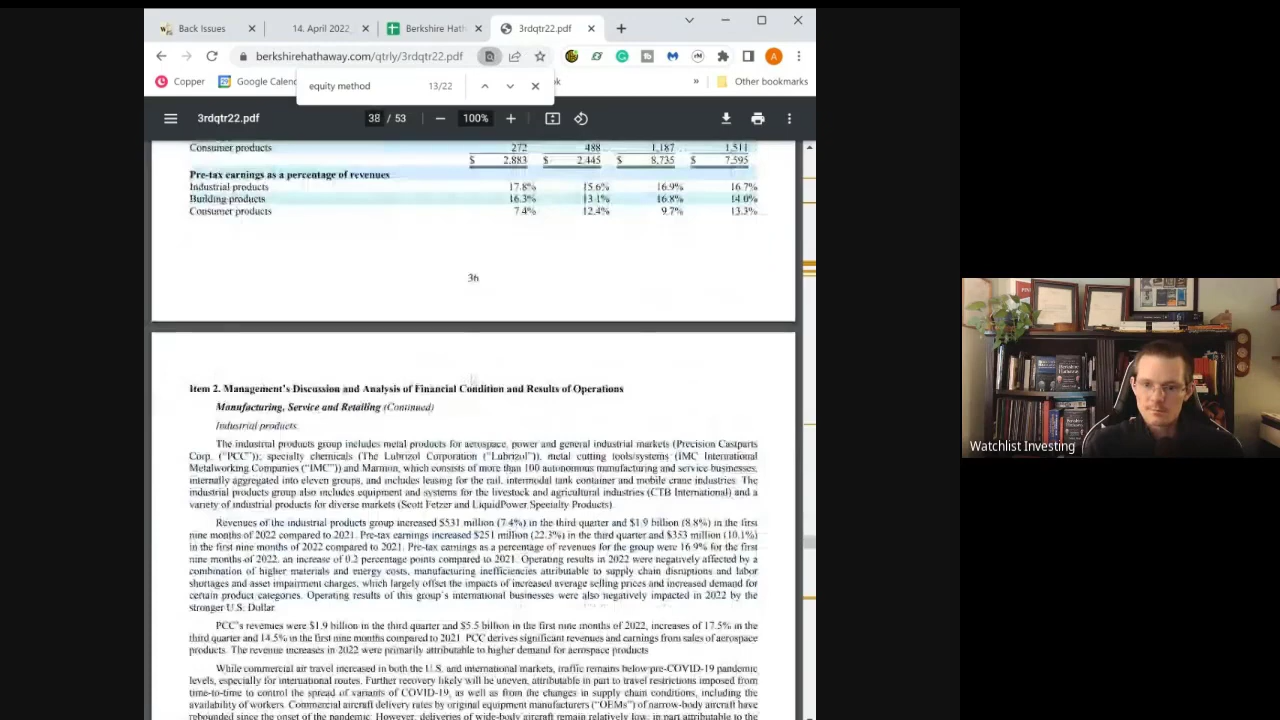 Back Issues
14. April 2022_
Berkshire Hath
3rdqtr22.pdf
berkshirehathaway.com/qtrly/3rdqtr22.pdf
A
Copper
Google Calend
ok
»
Other bookmarks
equity method 13/22
3rdqtr22.pdf
38 / 53
100%
Consumer products 272 488 1,187 1,511
$ 2,883 $ 2,445 $ 8,735 $ 7,595
Pre-tax earnings as a percentage of revenues
Industrial products 17.8% 15.6% 16.9% 16.7%
Building products 16.3% 13.1% 16.8% 14.0%
Consumer products 7.4% 12.4% 9.7% 13.3%
36
Item 2. Management's Discussion and Analysis of Financial Condition and Results of Operations
Manufacturing, Service and Retailing (Continued)
Industrial products
The industrial products group includes metal products for aerospace, power and general industrial markets (Precision Castparts
Corp. ("PCC")), specialty chemicals (The Lubrizol Corporation ("Lubrizol"), metal cutting tools/systems (IMC International
Metalworking Companies ("IMC")) and Marmon, which consists of more than 100 autonomous manufacturing and service businesses,
internally aggregated into eleven groups, and includes leasing for the rail, intermodal tank container and mobile crane industries. The
industrial products group also includes equipment and systems for the livestock and agricultural industries (CTB International) and a
variety of industrial products for diverse markets (Scott Fetzer and LiquidPower Specialty Products).
Revenues of the industrial products group increased $531 million (7.4%) in the third quarter and $1.9 billion (8.8%) in the first
nine months of 2022 compared to 2021. Pre-tax earnings increased $251 million (22.3%) in the third quarter and $353 million (10.1%)
in the first nine months of 2022 compared to 2021. Pre-tax earnings as a percentage of revenues for the group were 16.9% for the first
nine months of 2022, an increase of 0.2 percentage points compared to 2021. Operating results in 2022 were negatively affected by a
combination of higher materials and energy costs, manufacturing inefficiencies attributable to supply chain disruptions and labor
shortages and asset impairment charges, which largely offset the impacts of increased average selling prices and increased demand for
certain product categories. Operating results of this group's international businesses were also negatively impacted in 2022 by the
stronger U.S. Dollar.
PCC's revenues were $1.9 billion in the third quarter and $5.5 billion in the first nine months of 2022, increases of 17.5% in the
third quarter and 14.5% in the first nine months compared to 2021. PCC derives significant revenues and earnings from sales of aerospace
products. The revenue increases in 2022 were primarily attributable to higher demand for aerospace products
While commercial air travel increased in both the U.S. and international markets, traffic remains below pre-COVID-19 pandemic
levels, especially for international routes. Further recovery likely will be uneven, attributable in part to travel restrictions imposed from
time-to-time to control the spread of variants of COVID-19, as well as from the changes in supply chain conditions, including the
availability of workers. Commercial aircraft delivery rates by original equipment manufacturers ("OEMs") of narrow-body aircraft have
rebounded since the onset of the pandemic. However, deliveries of wide-body aircraft remain relatively low, in part attributable to the
Watchlist Investing